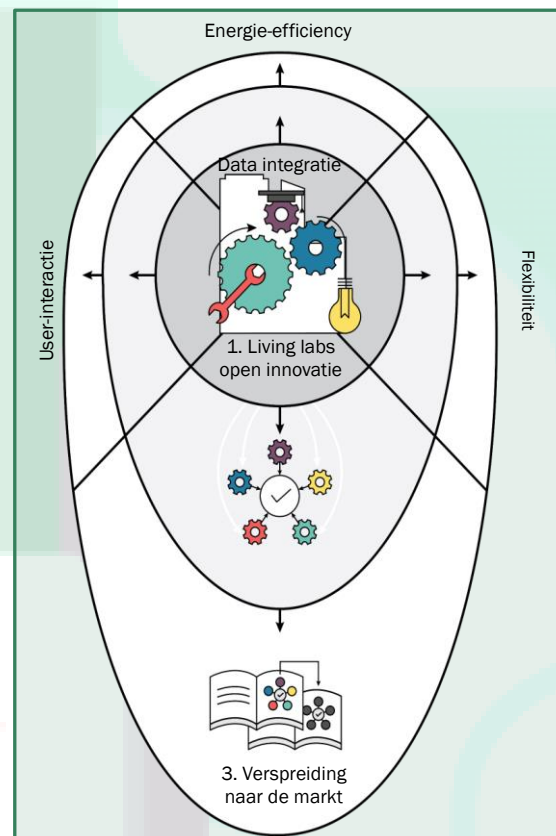 Energie-efficiency
Data integratie
User-interactie
Flexibiliteit
1. Living labs
open innovatie
3. Verspreiding
naar de markt